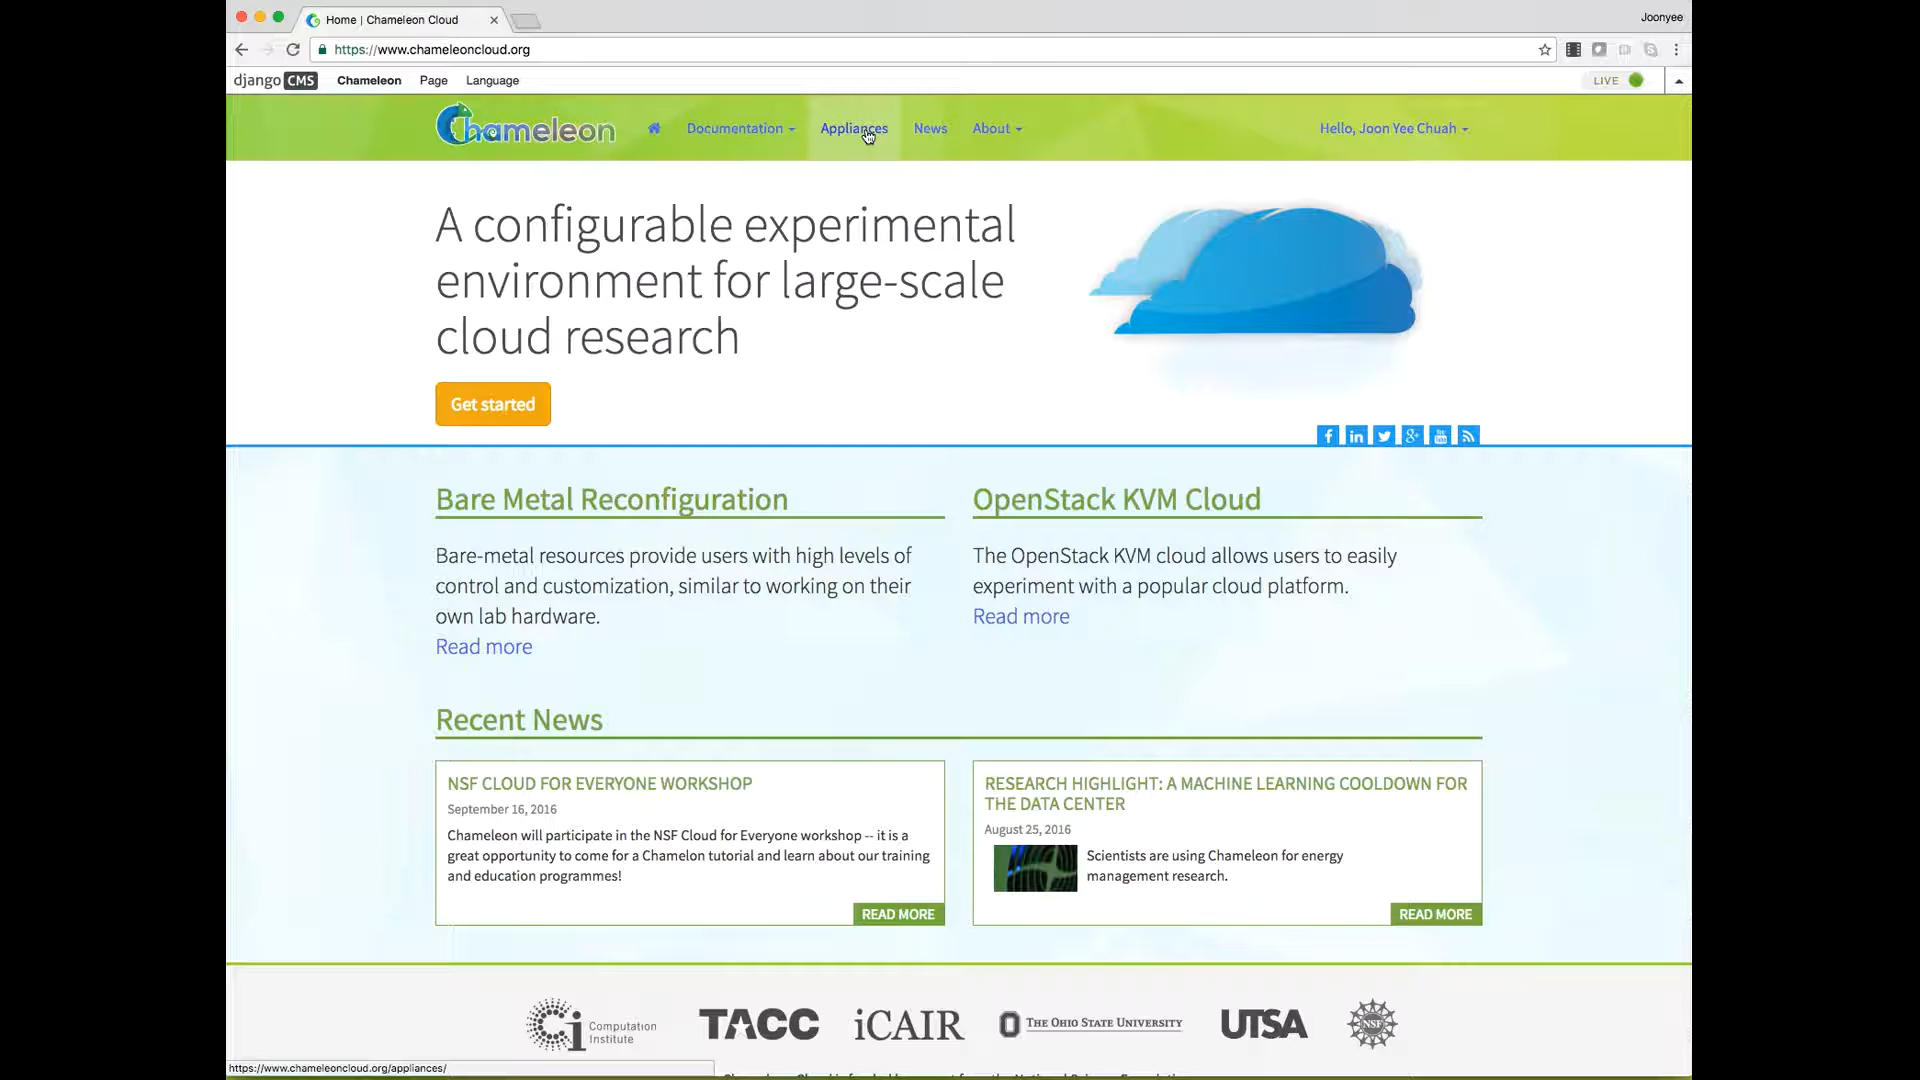 Home | Chameleon Cloud
Joonyee
https://www.chameleoncloud.org
django CMS Chameleon Page Language LIVE
Chameleon Documentation Appliances News About Hello, Joon Yee Chuah
A configurable experimental
environment for large-scale
cloud research
Get started
Bare Metal Reconfiguration
Bare-metal resources provide users with high levels of
control and customization, similar to working on their
own lab hardware.
Read more
OpenStack KVM Cloud
The OpenStack KVM cloud allows users to easily
experiment with a popular cloud platform.
Read more
Recent News
NSF CLOUD FOR EVERYONE WORKSHOP
September 16, 2016
Chameleon will participate in the NSF Cloud for Everyone workshop -- it is a
great opportunity to come for a Chamelon tutorial and learn about our training
and education programmes!
READ MORE
RESEARCH HIGHLIGHT: A MACHINE LEARNING COOLDOWN FOR
THE DATA CENTER
August 25, 2016
Scientists are using Chameleon for energy
management research.
READ MORE
Ci Computation
Institute
TACC
iCAIR
THE OHIO STATE UNIVERSITY
UTSA
NSF
https://www.chameleoncloud.org/appliances/